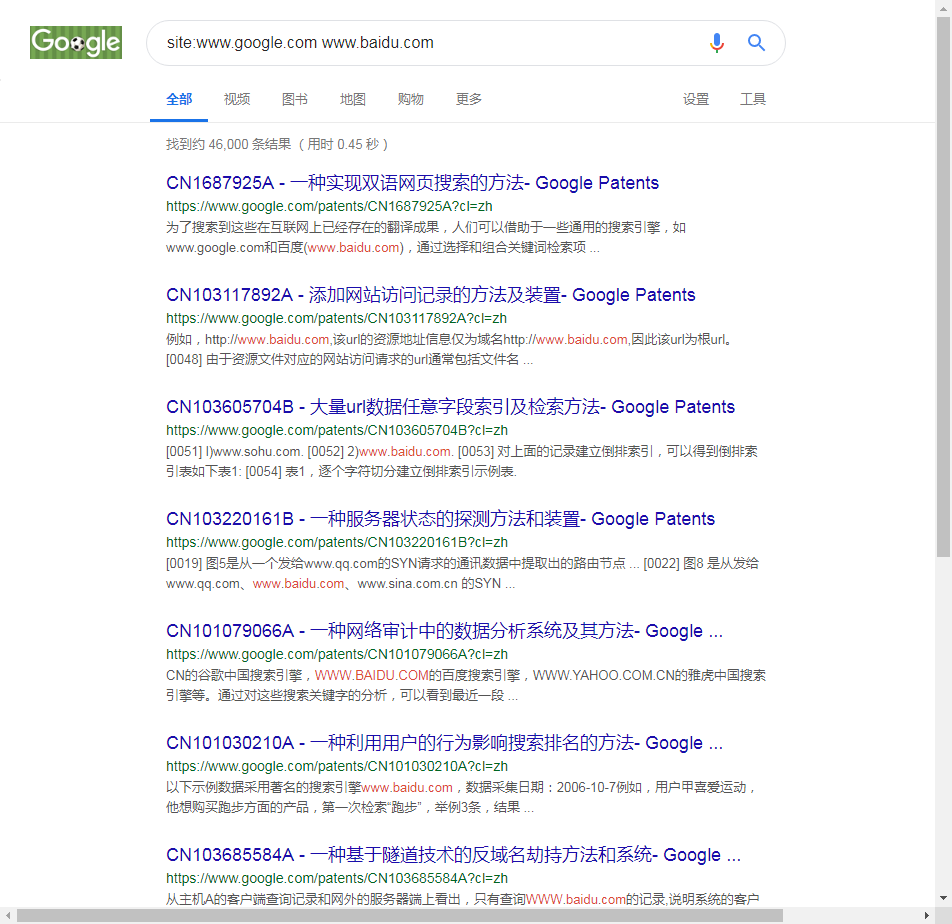 Google
site:www.google.com www.baidu.com
全部 视频 图书 地图 购物 更多 设置 工具
找到约 46,000 条结果 （用时 0.45 秒）
CN1687925A - 一种实现双语网页搜索的方法- Google Patents
https://www.google.com/patents/CN1687925A?cl=zh
为了搜索到这些在互联网上已经存在的翻译成果，人们可以借助于一些通用的搜索引擎，如
www.google.com和百度(www.baidu.com)，通过选择和组合关键词检索项 ...
CN103117892A - 添加网站访问记录的方法及装置- Google Patents
https://www.google.com/patents/CN103117892A?cl=zh
例如，http://www.baidu.com,该url的资源地址信息仅为域名http://www.baidu.com,因此该url为根url。
[0048] 由于资源文件对应的网站访问请求的url通常包括文件名 ...
CN103605704B - 大量url数据任意字段索引及检索方法- Google Patents
https://www.google.com/patents/CN103605704B?cl=zh
[0051] l)www.sohu.com. [0052] 2)www.baidu.com. [0053] 对上面的记录建立倒排索引，可以得到倒排索
引表如下表1: [0054] 表1，逐个字符切分建立倒排索引示例表.
CN103220161B - 一种服务器状态的探测方法和装置- Google Patents
https://www.google.com/patents/CN103220161B?cl=zh
[0019] 图5是从一个发给www.qq.com的SYN请求的通讯数据中提取出的路由节点 ... [0022] 图8 是从发给
www.qq.com、www.baidu.com、www.sina.com.cn 的SYN ...
CN101079066A - 一种网络审计中的数据分析系统及其方法- Google ...
https://www.google.com/patents/CN101079066A?cl=zh
CN的谷歌中国搜索引擎，WWW.BAIDU.COM的百度搜索引擎，WWW.YAHOO.COM.CN的雅虎中国搜索
引擎等。通过对这些搜索关键字的分析，可以看到最近一段 ...
CN101030210A - 一种利用用户的行为影响搜索排名的方法- Google ...
https://www.google.com/patents/CN101030210A?cl=zh
以下示例数据采用著名的搜索引擎www.baidu.com，数据采集日期：2006-10-7例如，用户甲喜爱运动，
他想购买跑步方面的产品，第一次检索“跑步”，举例3条，结果 ...
CN103685584A - 一种基于隧道技术的反域名劫持方法和系统- Google ...
https://www.google.com/patents/CN103685584A?cl=zh
从主机A的客户端查询记录和网外的服务器端上看出，只有查询WWW.baidu.com的记录,说明系统的客户